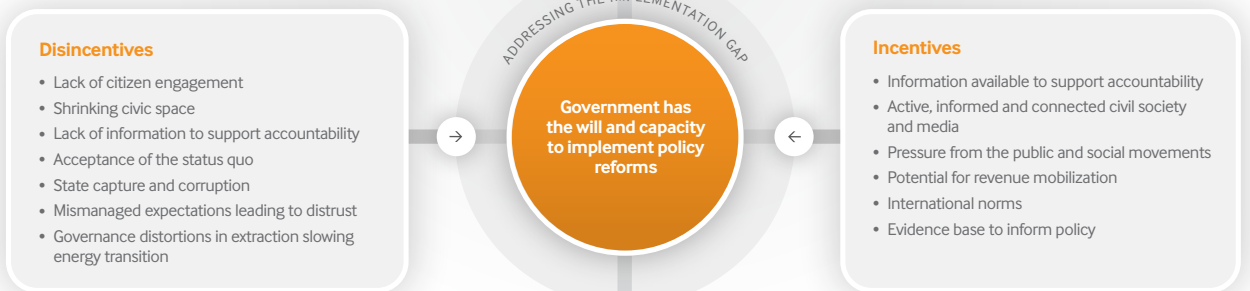 Disincentives
• Lack of citizen engagement
• Shrinking civic space
• Lack of information to support accountability
• Acceptance of the status quo
• State capture and corruption
• Mismanaged expectations leading to distrust
• Governance distortions in extraction slowing
energy transition
ADDRESSING THE IMPLEMENTATION GAP
Government has
the will and capacity
to implement policy
reforms
Incentives
• Information available to support accountability
• Active, informed and connected civil society
and media
• Pressure from the public and social movements
• Potential for revenue mobilization
• International norms
• Evidence base to inform policy